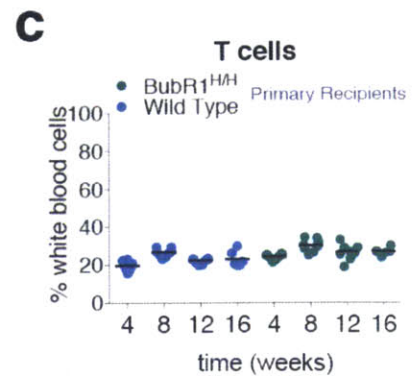 C
T cells
BubR1H/H
Wild Type
Primary Recipients
% white blood cells
100
80
60
40
20
0
4 8 12 16 4 8 12 16
time (weeks)